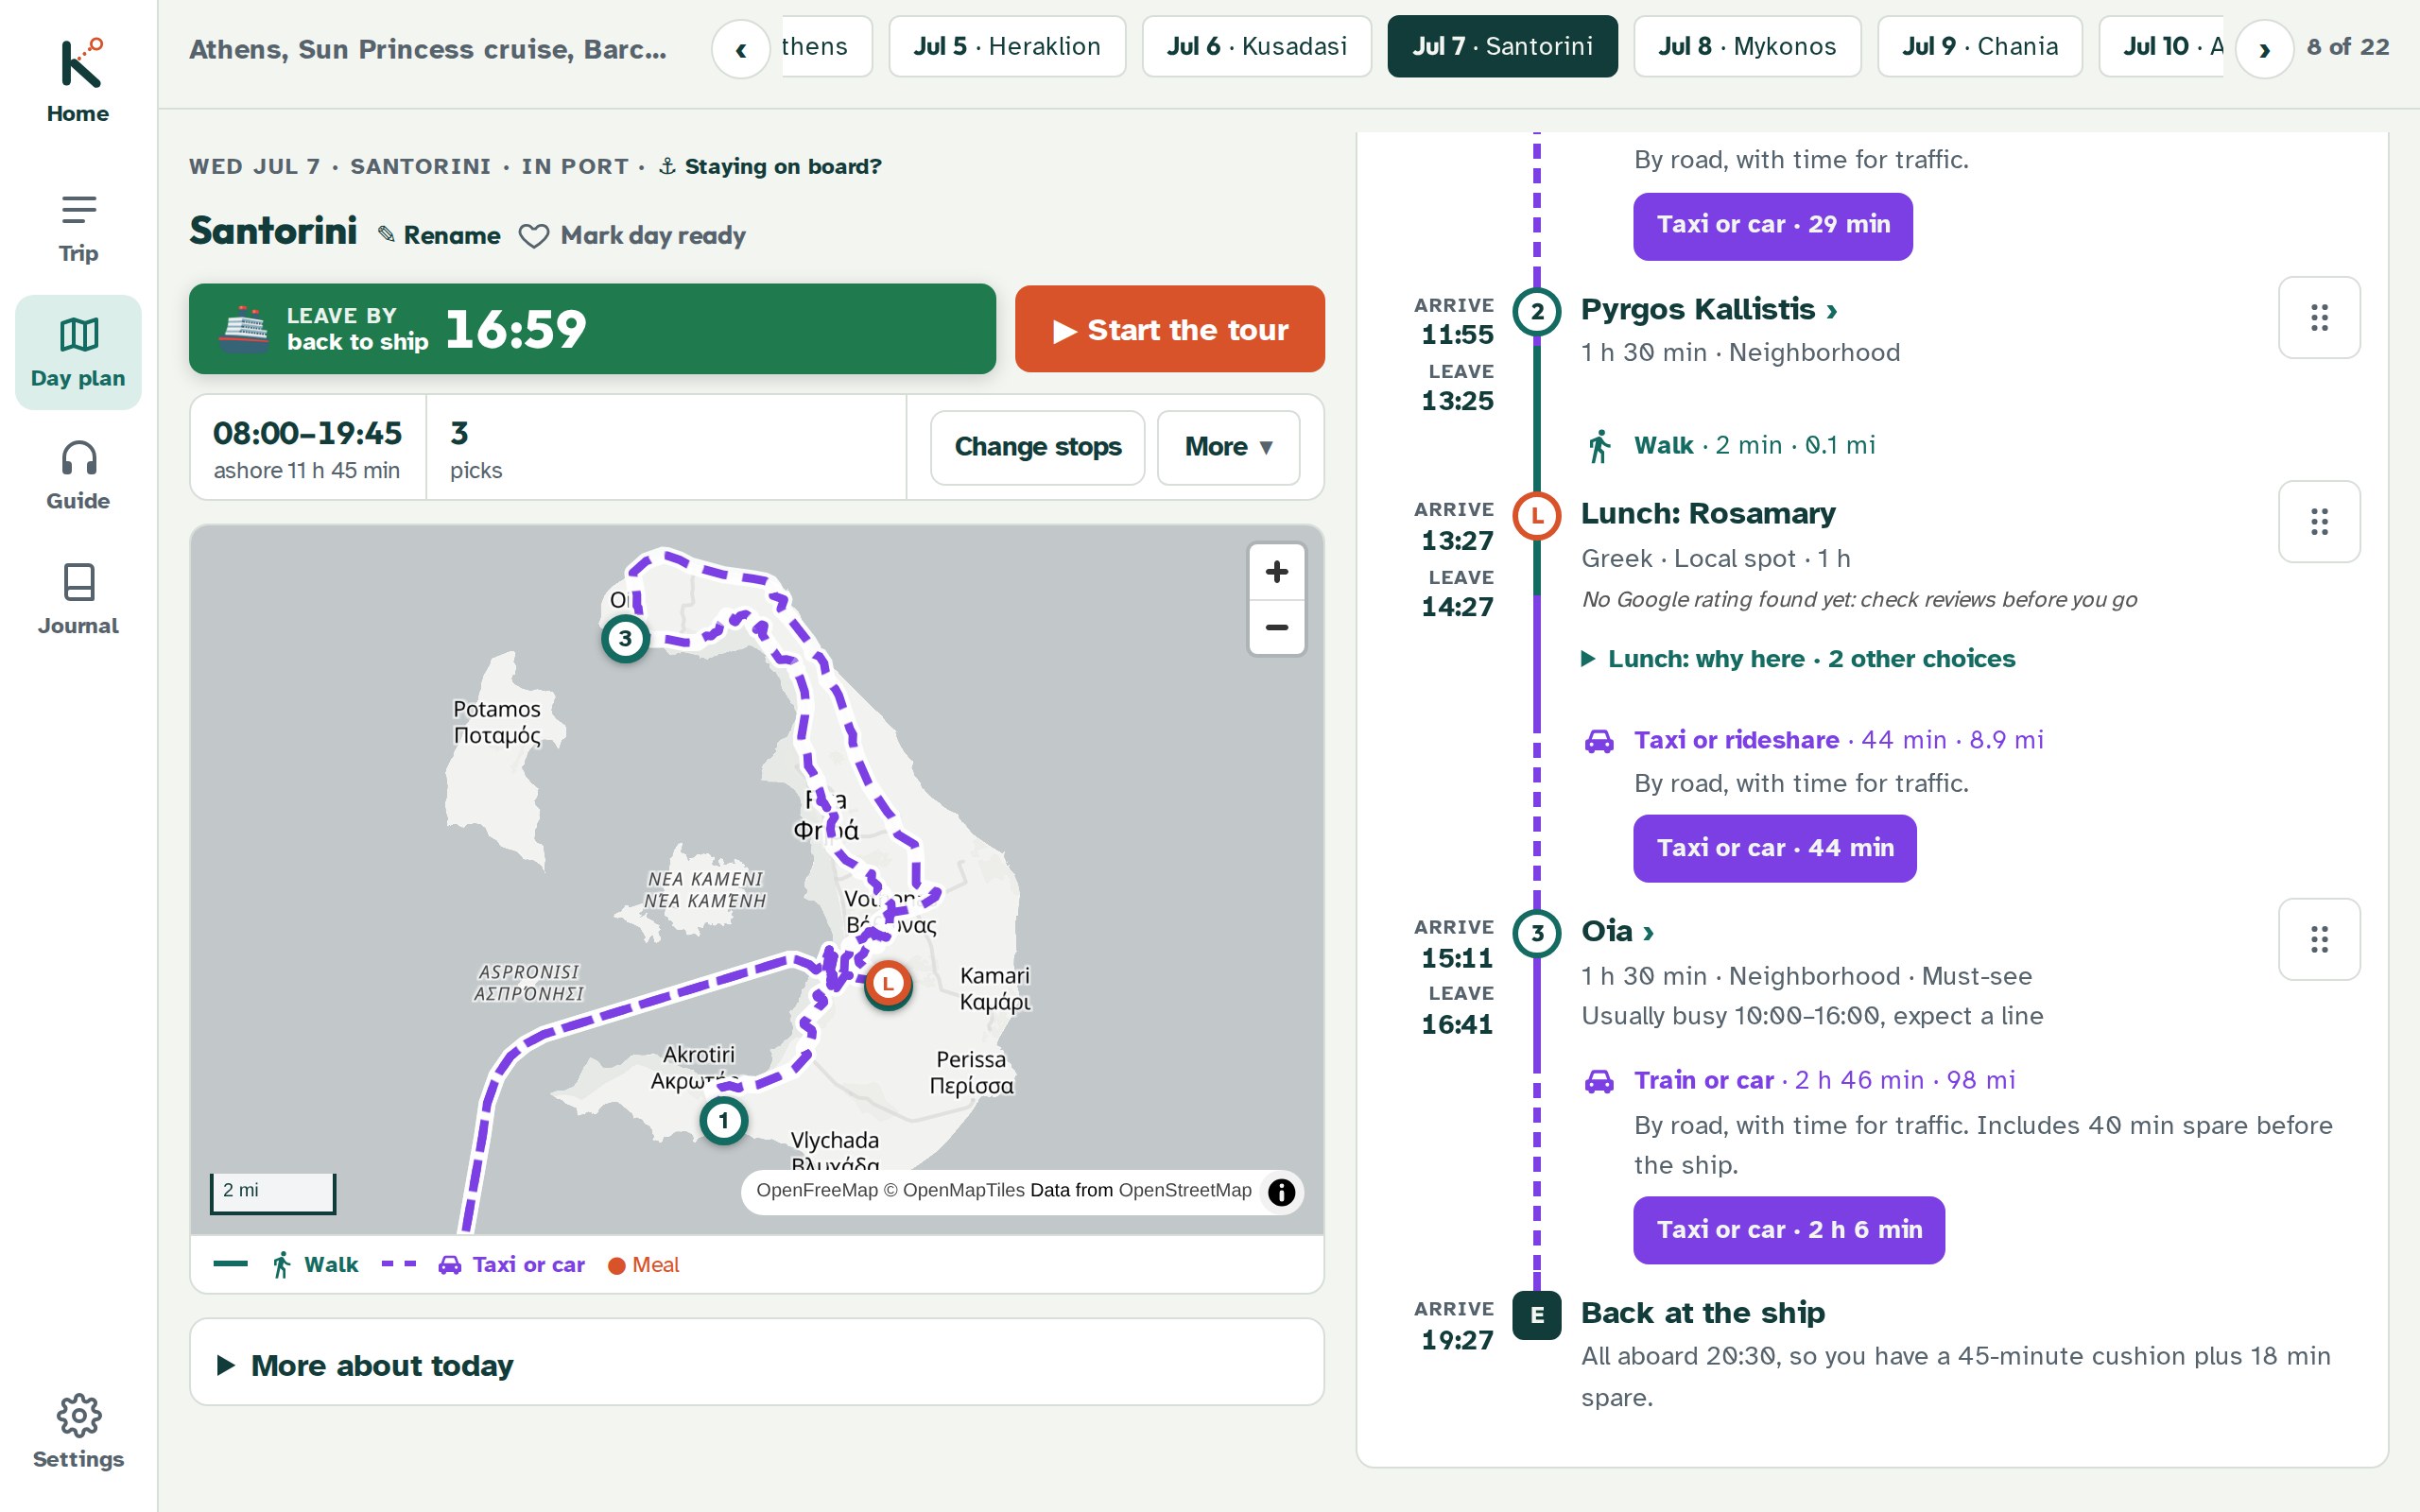 Home
Trip
Day plan
Guide
Journal
Settings
Athens, Sun Princess cruise, Barc...
‹
thens
Jul 5 · Heraklion
Jul 6 · Kusadasi
Jul 7 · Santorini
Jul 8 · Mykonos
Jul 9 · Chania
Jul 10 · A
›
8 of 22
WED JUL 7 · SANTORINI · IN PORT · ⚓ Staying on board?
Santorini ✎ Rename Mark day ready
LEAVE BY
back to ship 16:59
▶ Start the tour
08:00–19:45
ashore 11 h 45 min
3
picks
Change stops
More ▼
+
−
3
Potamos
Ποταμός
NEA KAMENI
ΝΈΑ ΚΑΜΈΝΗ
ASPRONISI
ΑΣΠΡΌΝΗΣΙ
L
Kamari
Καμάρι
Akrotiri
Perissa
Περίσσα
1
Vlychada
2 mi
OpenFreeMap © OpenMapTiles Data from OpenStreetMap
Walk
Taxi or car
Meal
▶ More about today
By road, with time for traffic.
Taxi or car · 29 min
ARRIVE
11:55
LEAVE
13:25
2
Pyrgos Kallistis ›
1 h 30 min · Neighborhood
Walk · 2 min · 0.1 mi
ARRIVE
13:27
LEAVE
14:27
L
Lunch: Rosamary
Greek · Local spot · 1 h
No Google rating found yet: check reviews before you go
▶ Lunch: why here · 2 other choices
Taxi or rideshare · 44 min · 8.9 mi
By road, with time for traffic.
Taxi or car · 44 min
ARRIVE
15:11
LEAVE
16:41
3
Oia ›
1 h 30 min · Neighborhood · Must-see
Usually busy 10:00–16:00, expect a line
Train or car · 2 h 46 min · 98 mi
By road, with time for traffic. Includes 40 min spare before
the ship.
Taxi or car · 2 h 6 min
ARRIVE
19:27
E
Back at the ship
All aboard 20:30, so you have a 45-minute cushion plus 18 min
spare.